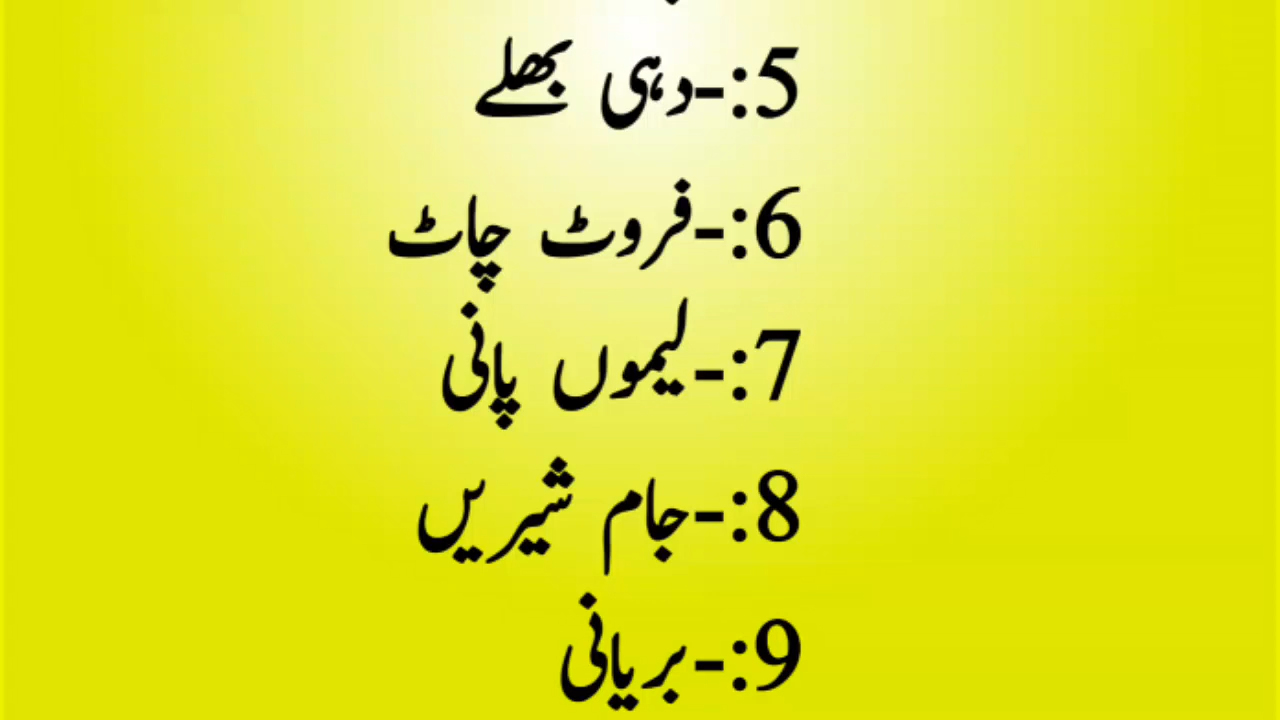 5:-دہی بھلے
6:-فروٹ چاٹ
7:-لیموں پانی
8:-جام شیریں
9:-بریانی